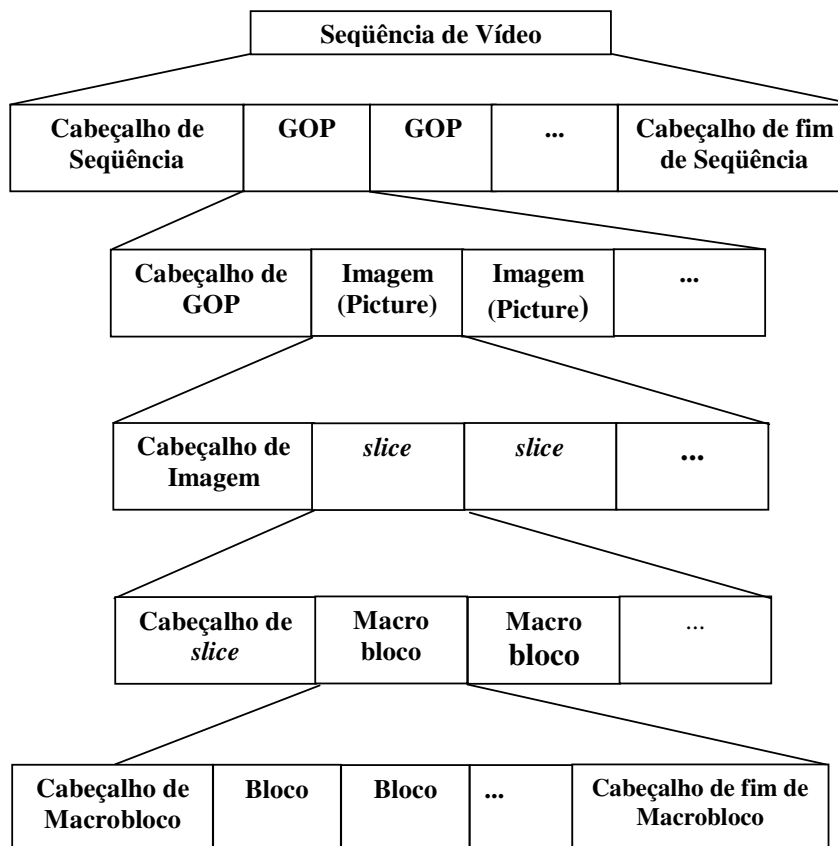 Seqüência de Vídeo
Cabeçalho de
Seqüência
GOP
GOP
...
Cabeçalho de fim
de Seqüência
Cabeçalho de
GOP
Imagem
(Picture)
Imagem
(Picture)
...
Cabeçalho de
Imagem
slice
slice
...
Cabeçalho de
slice
Macro
bloco
Macro
bloco
...
Cabeçalho de
Macrobloco
Bloco
Bloco
...
Cabeçalho de fim de
Macrobloco